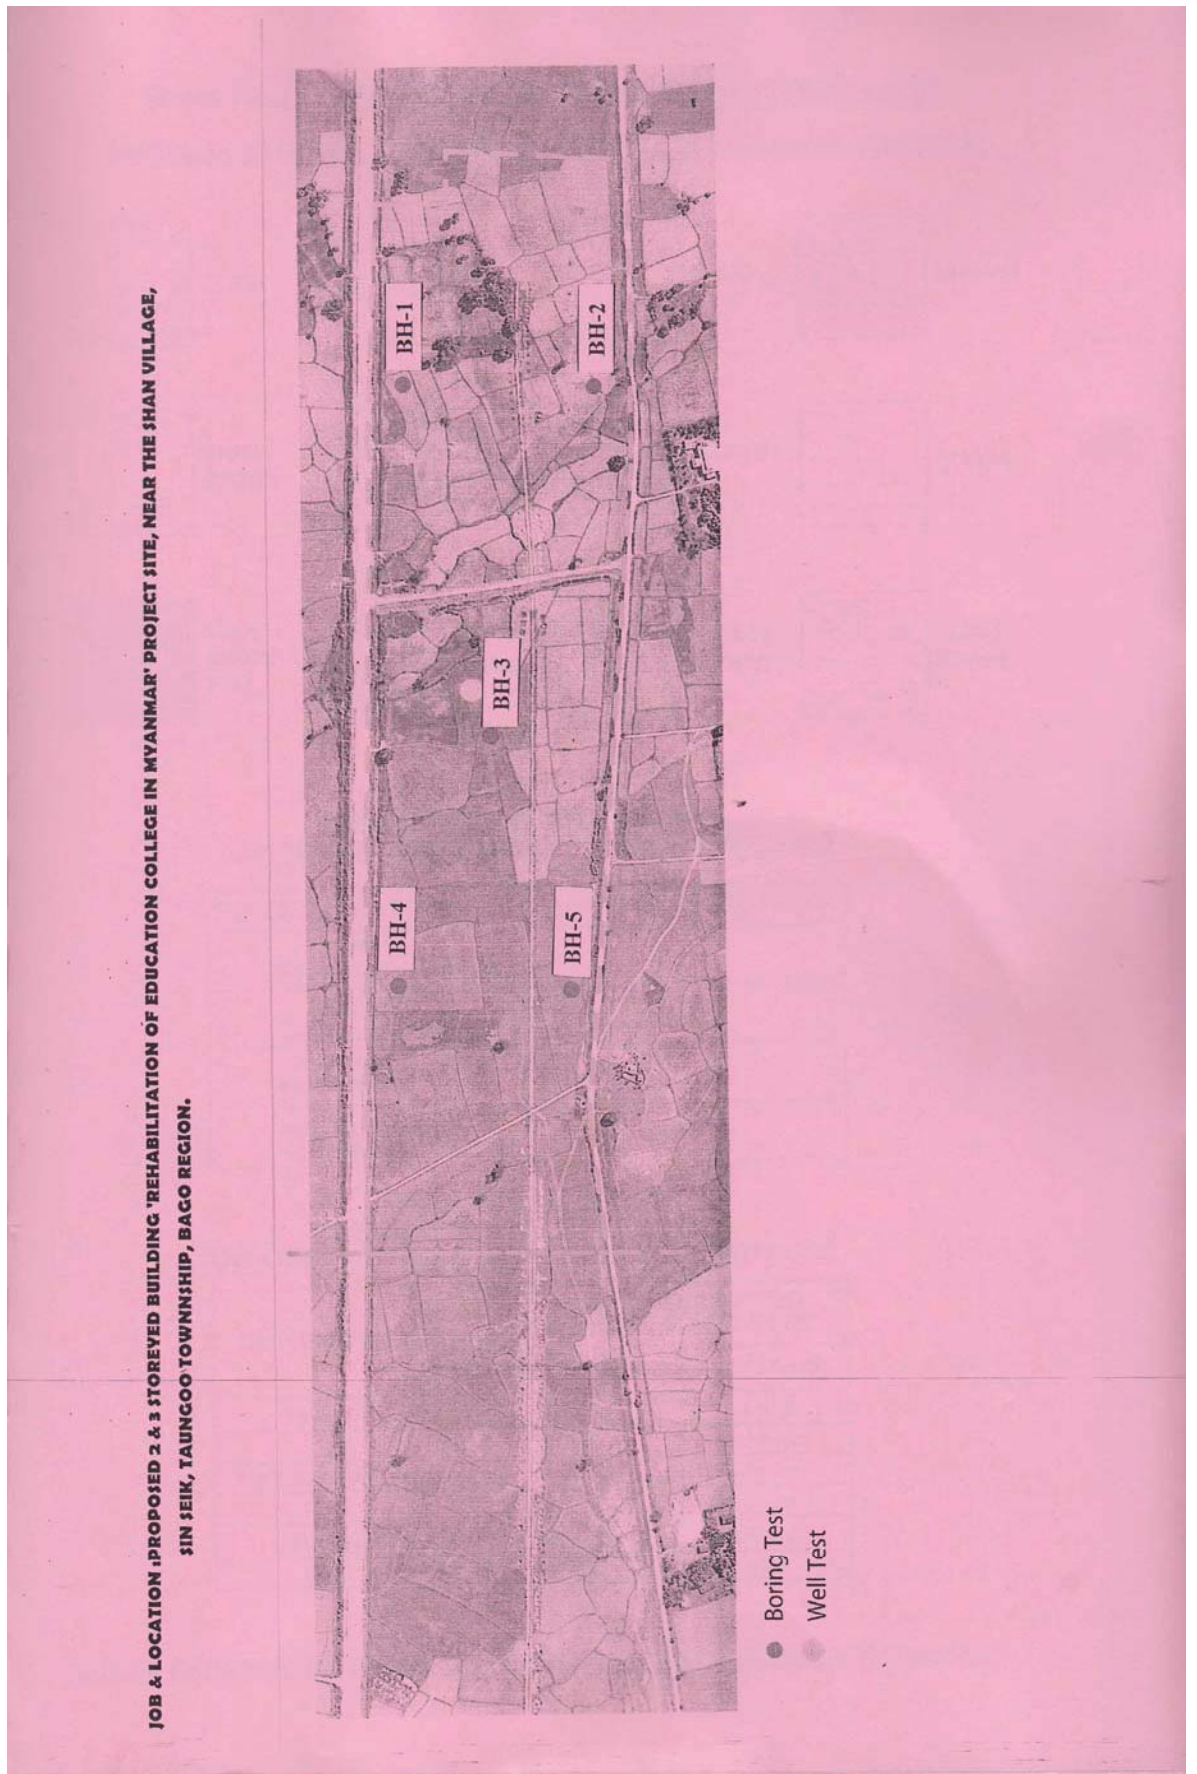 JOB & LOCATION :PROPOSED 2 & 3 STOREYED BUILDING 'REHABILITATION OF EDUCATION COLLEGE IN MYANMAR' PROJECT SITE, NEAR THE SHAN VILLAGE,
SIN SEIK, TAUNGOO TOWNNSHIP, BAGO REGION.
BH-4
BH-1
BH-3
BH-5
BH-2
Boring Test
Well Test